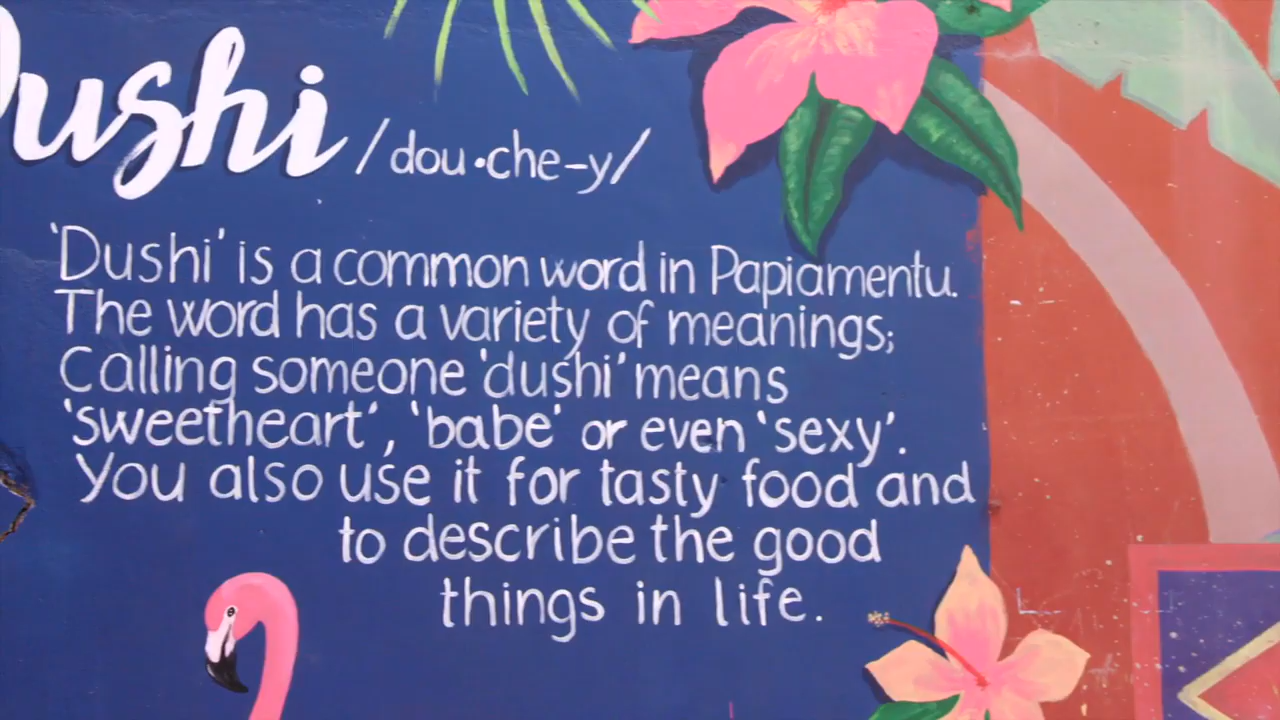 Dushi /dou•che-y/
'Dushi' is a common word in Papiamentu.
The word has a variety of meanings;
Calling someone 'dushi' means
'sweetheart', 'babe' or even 'sexy'.
You also use it for tasty food and
to describe the good
things in life.